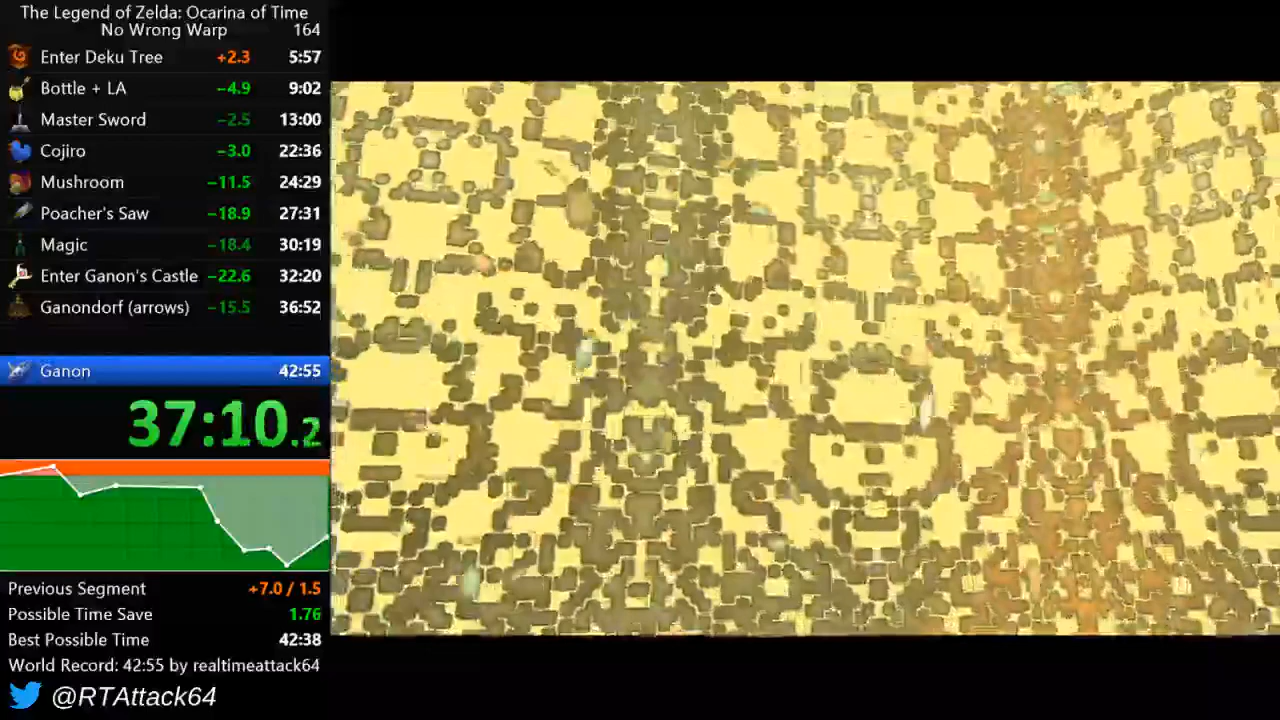 The Legend of Zelda: Ocarina of Time
No Wrong Warp 164
Enter Deku Tree +2.3 5:57
Bottle + LA −4.9 9:02
Master Sword −2.5 13:00
Cojiro −3.0 22:36
Mushroom −11.5 24:29
Poacher's Saw −18.9 27:31
Magic −18.4 30:19
Enter Ganon's Castle −22.6 32:20
Ganondorf (arrows) −15.5 36:52
Ganon 42:55
37:10.2
Previous Segment +7.0 / 1.5
Possible Time Save 1.76
Best Possible Time 42:38
World Record: 42:55 by realtimeattack64
@RTAttack64